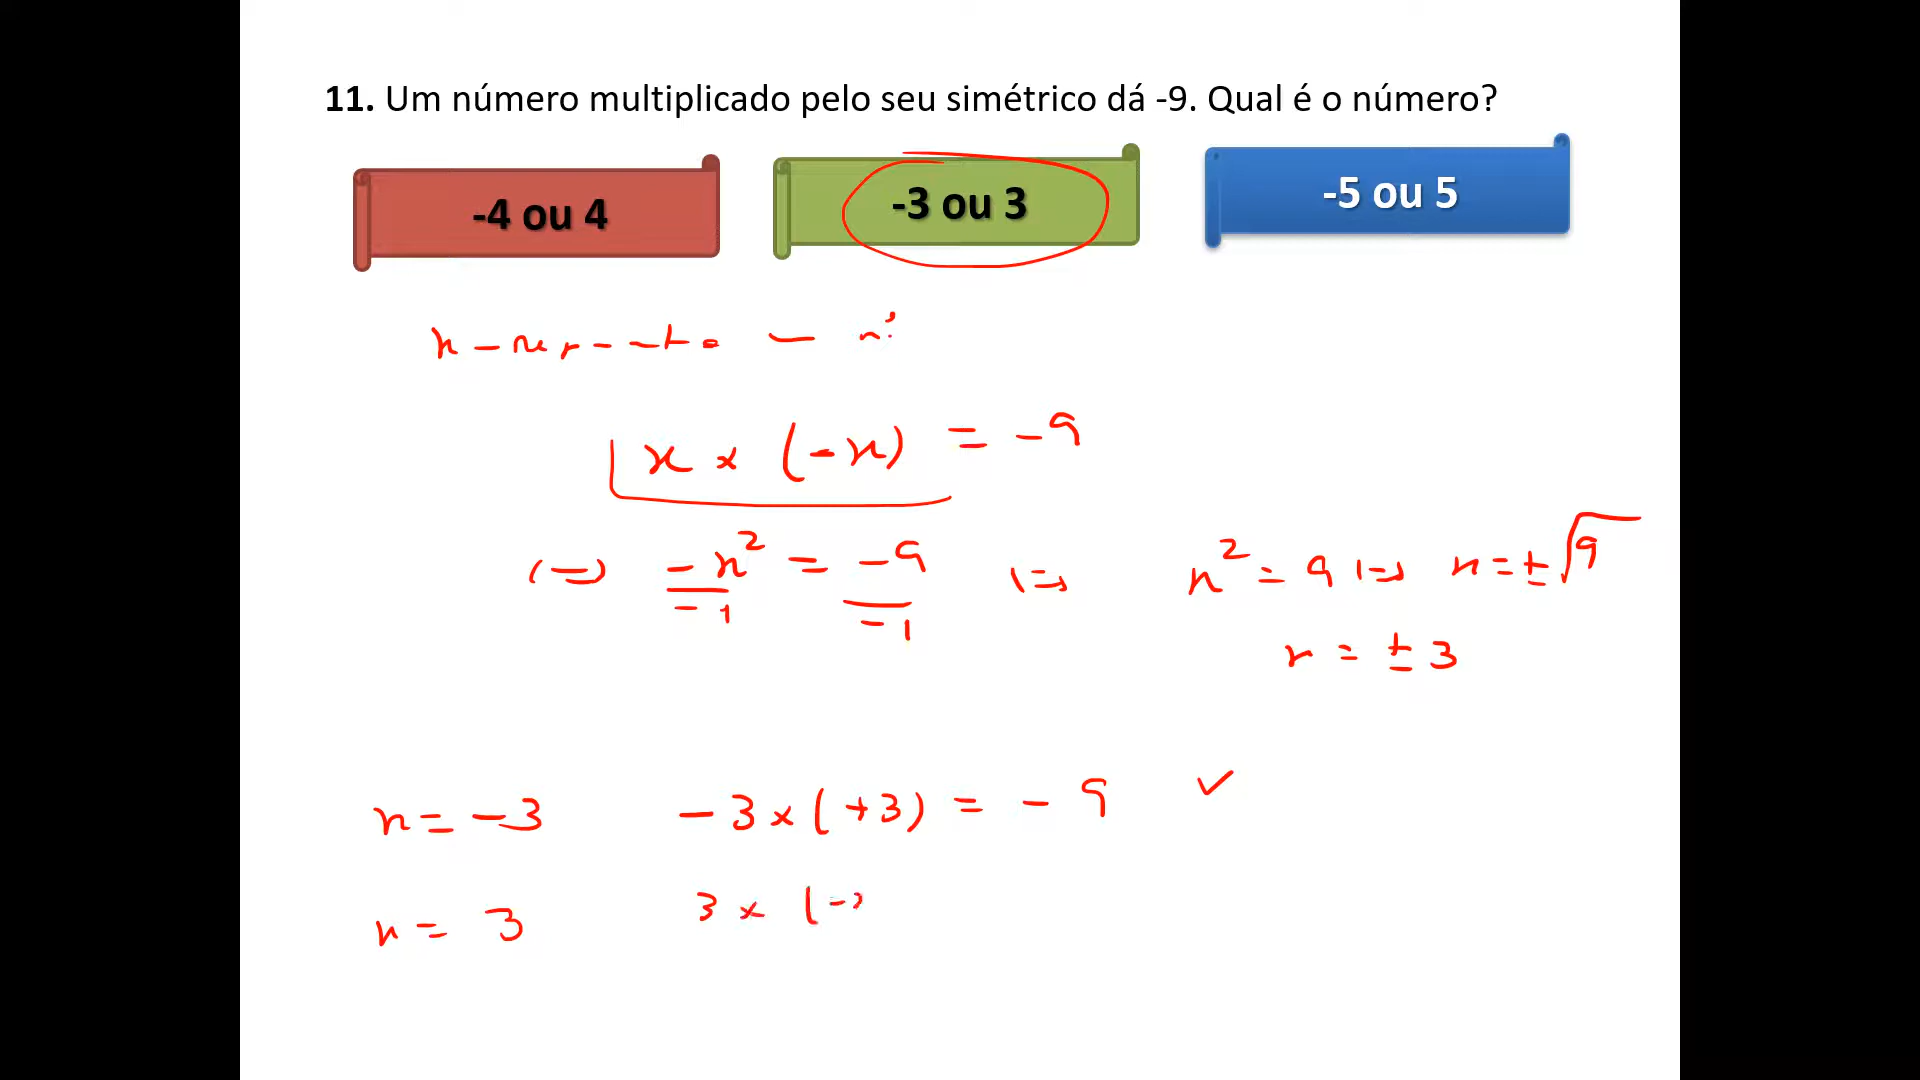 11. Um número multiplicado pelo seu simétrico dá -9. Qual é o número?
-4 ou 4
-3 ou 3
-5 ou 5
x × (-x) = -9
(=) -x² = -9 (=) x² = 9 (=) x = ±√9
-1 -1
x = ±3
x = -3 -3 × (+3) = -9 ✓
x = 3 3 × (-